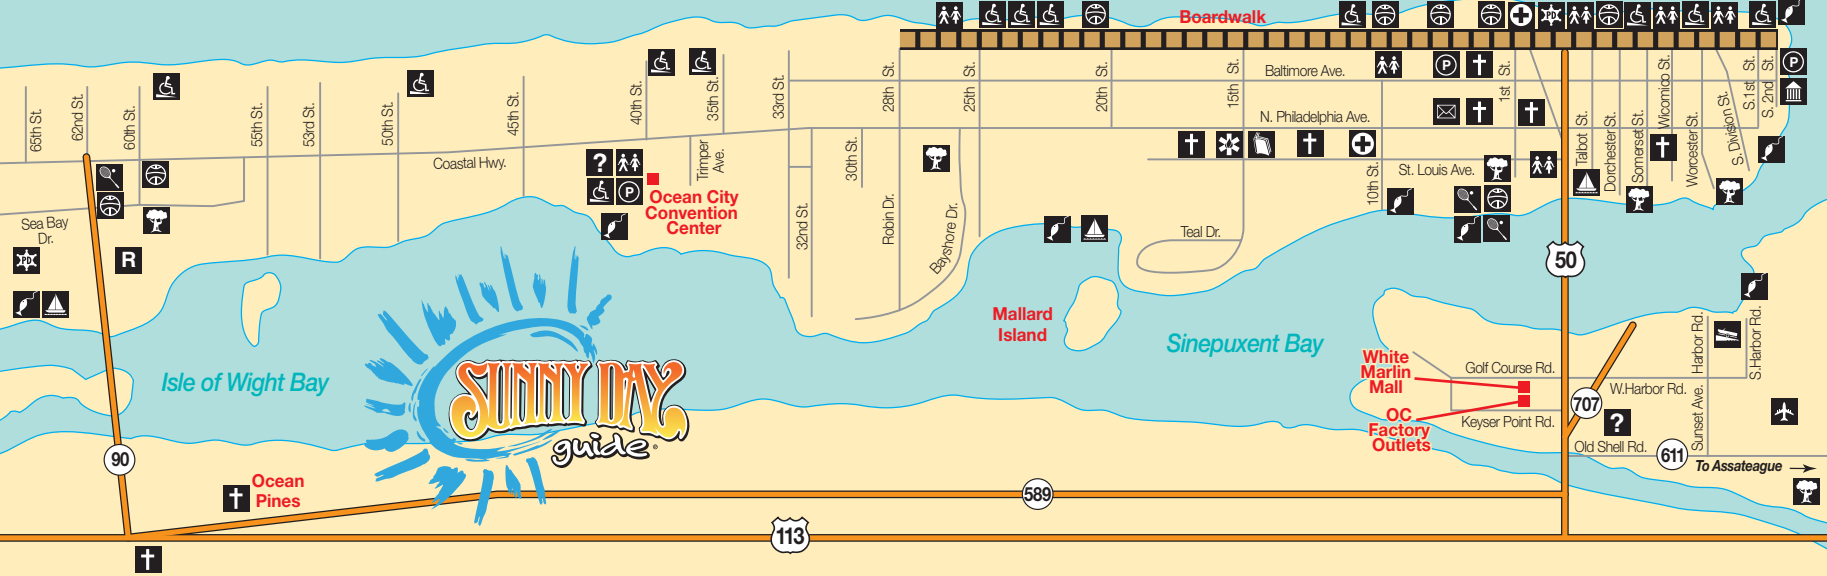 Boardwalk
65th St.
62nd St.
60th St.
55th St.
53rd St.
50th St.
45th St.
40th St.
35th St.
33rd St.
28th St.
25th St.
20th St.
15th St.
Baltimore Ave.
1st St.
Wicomico St.
S.1st St.
S. 2nd St.
P
P
N. Philadelphia Ave.
Talbot St.
Dorchester St.
Somerset St.
Worcester St.
S. Division St.
Coastal Hwy.
?
P
Trimper
Ave.
30th St.
10th St.
St. Louis Ave.
Ocean City
Convention
Center
Sea Bay
Dr.
PD
PD
R
32nd St.
Robin Dr.
Bayshore Dr.
Teal Dr.
50
Mallard
Island
Sinepuxent Bay
Isle of Wight Bay
SUNNY DAY
guide
White
Marlin
Mall
OC
Factory
Outlets
Golf Course Rd.
Keyser Point Rd.
Harbor Rd.
S.Harbor Rd.
W.Harbor Rd.
Sunset Ave.
707
?
Old Shell Rd.
611
To Assateague
90
Ocean
Pines
589
113